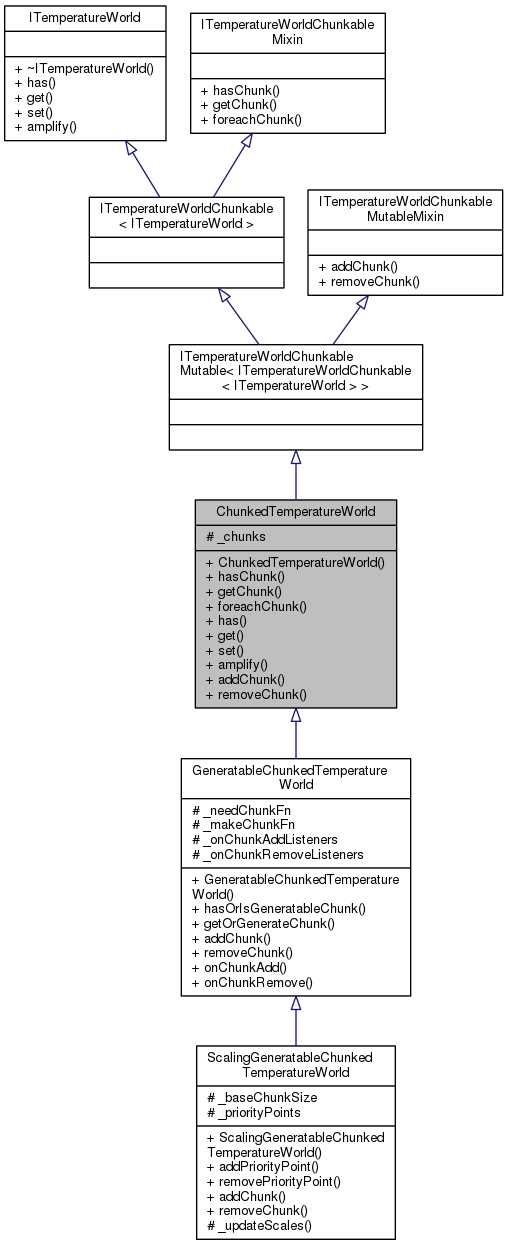 ITemperatureWorld
+ ~ITemperatureWorld()
+ has()
+ get()
+ set()
+ amplify()
ITemperatureWorldChunkable
Mixin
+ hasChunk()
+ getChunk()
+ foreachChunk()
ITemperatureWorldChunkable
< ITemperatureWorld >
ITemperatureWorldChunkable
MutableMixin
+ addChunk()
+ removeChunk()
ITemperatureWorldChunkable
Mutable< ITemperatureWorldChunkable
< ITemperatureWorld > >
ChunkedTemperatureWorld
# _chunks
+ ChunkedTemperatureWorld()
+ hasChunk()
+ getChunk()
+ foreachChunk()
+ has()
+ get()
+ set()
+ amplify()
+ addChunk()
+ removeChunk()
GeneratableChunkedTemperature
World
# _needChunkFn
# _makeChunkFn
# _onChunkAddListeners
# _onChunkRemoveListeners
+ GeneratableChunkedTemperature
World()
+ hasOrIsGeneratableChunk()
+ getOrGenerateChunk()
+ addChunk()
+ removeChunk()
+ onChunkAdd()
+ onChunkRemove()
ScalingGeneratableChunked
TemperatureWorld
# _baseChunkSize
# _priorityPoints
+ ScalingGeneratableChunked
TemperatureWorld()
+ addPriorityPoint()
+ removePriorityPoint()
+ addChunk()
+ removeChunk()
# _updateScales()